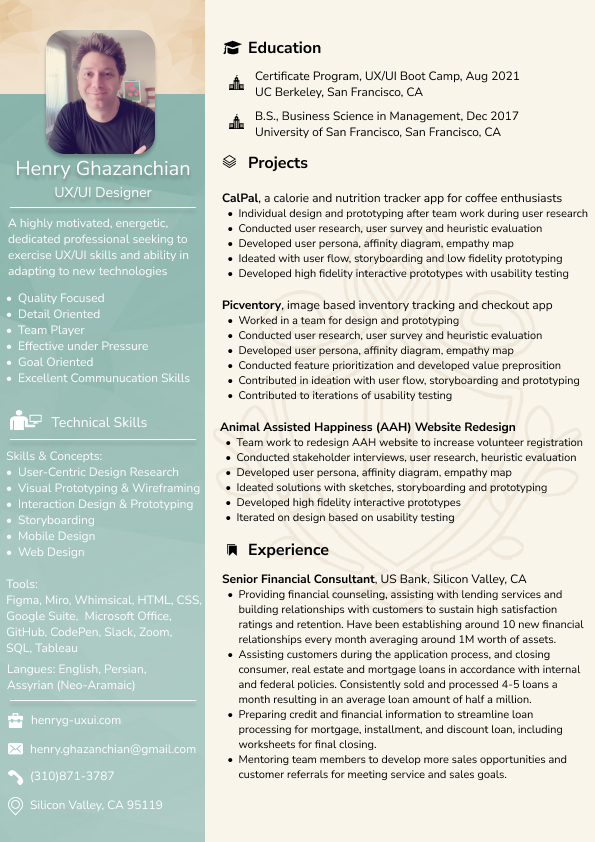 Henry Ghazanchian
UX/UI Designer
A highly motivated, energetic,
dedicated professional seeking to
exercise UX/UI skills and ability in
adapting to new technologies
• Quality Focused
• Detail Oriented
• Team Player
• Effective under Pressure
• Goal Oriented
• Excellent Communucation Skills
Technical Skills
Skills & Concepts:
• User-Centric Design Research
• Visual Prototyping & Wireframing
• Interaction Design & Prototyping
• Storyboarding
• Mobile Design
• Web Design
Tools:
Figma, Miro, Whimsical, HTML, CSS,
Google Suite, Microsoft Office,
GitHub, CodePen, Slack, Zoom,
SQL, Tableau
Langues: English, Persian,
Assyrian (Neo-Aramaic)
henryg-uxui.com
henry.ghazanchian@gmail.com
(310)871-3787
Silicon Valley, CA 95119
Education
Certificate Program, UX/UI Boot Camp, Aug 2021
UC Berkeley, San Francisco, CA
B.S., Business Science in Management, Dec 2017
University of San Francisco, San Francisco, CA
Projects
CalPal, a calorie and nutrition tracker app for coffee enthusiasts
• Individual design and prototyping after team work during user research
• Conducted user research, user survey and heuristic evaluation
• Developed user persona, affinity diagram, empathy map
• Ideated with user flow, storyboarding and low fidelity prototyping
• Developed high fidelity interactive prototypes with usability testing
Picventory, image based inventory tracking and checkout app
• Worked in a team for design and prototyping
• Conducted user research, user survey and heuristic evaluation
• Developed user persona, affinity diagram, empathy map
• Conducted feature prioritization and developed value preprosition
• Contributed in ideation with user flow, storyboarding and prototyping
• Contributed to iterations of usability testing
Animal Assisted Happiness (AAH) Website Redesign
• Team work to redesign AAH website to increase volunteer registration
• Conducted stakeholder interviews, user research, heuristic evaluation
• Developed user persona, affinity diagram, empathy map
• Ideated solutions with sketches, storyboarding and prototyping
• Developed high fidelity interactive prototypes
• Iterated on design based on usability testing
Experience
Senior Financial Consultant, US Bank, Silicon Valley, CA
• Providing financial counseling, assisting with lending services and
building relationships with customers to sustain high satisfaction
ratings and retention. Have been establishing around 10 new financial
relationships every month averaging around 1M worth of assets.
• Assisting customers during the application process, and closing
consumer, real estate and mortgage loans in accordance with internal
and federal policies. Consistently sold and processed 4-5 loans a
month resulting in an average loan amount of half a million.
• Preparing credit and financial information to streamline loan
processing for mortgage, installment, and discount loan, including
worksheets for final closing.
• Mentoring team members to develop more sales opportunities and
customer referrals for meeting service and sales goals.